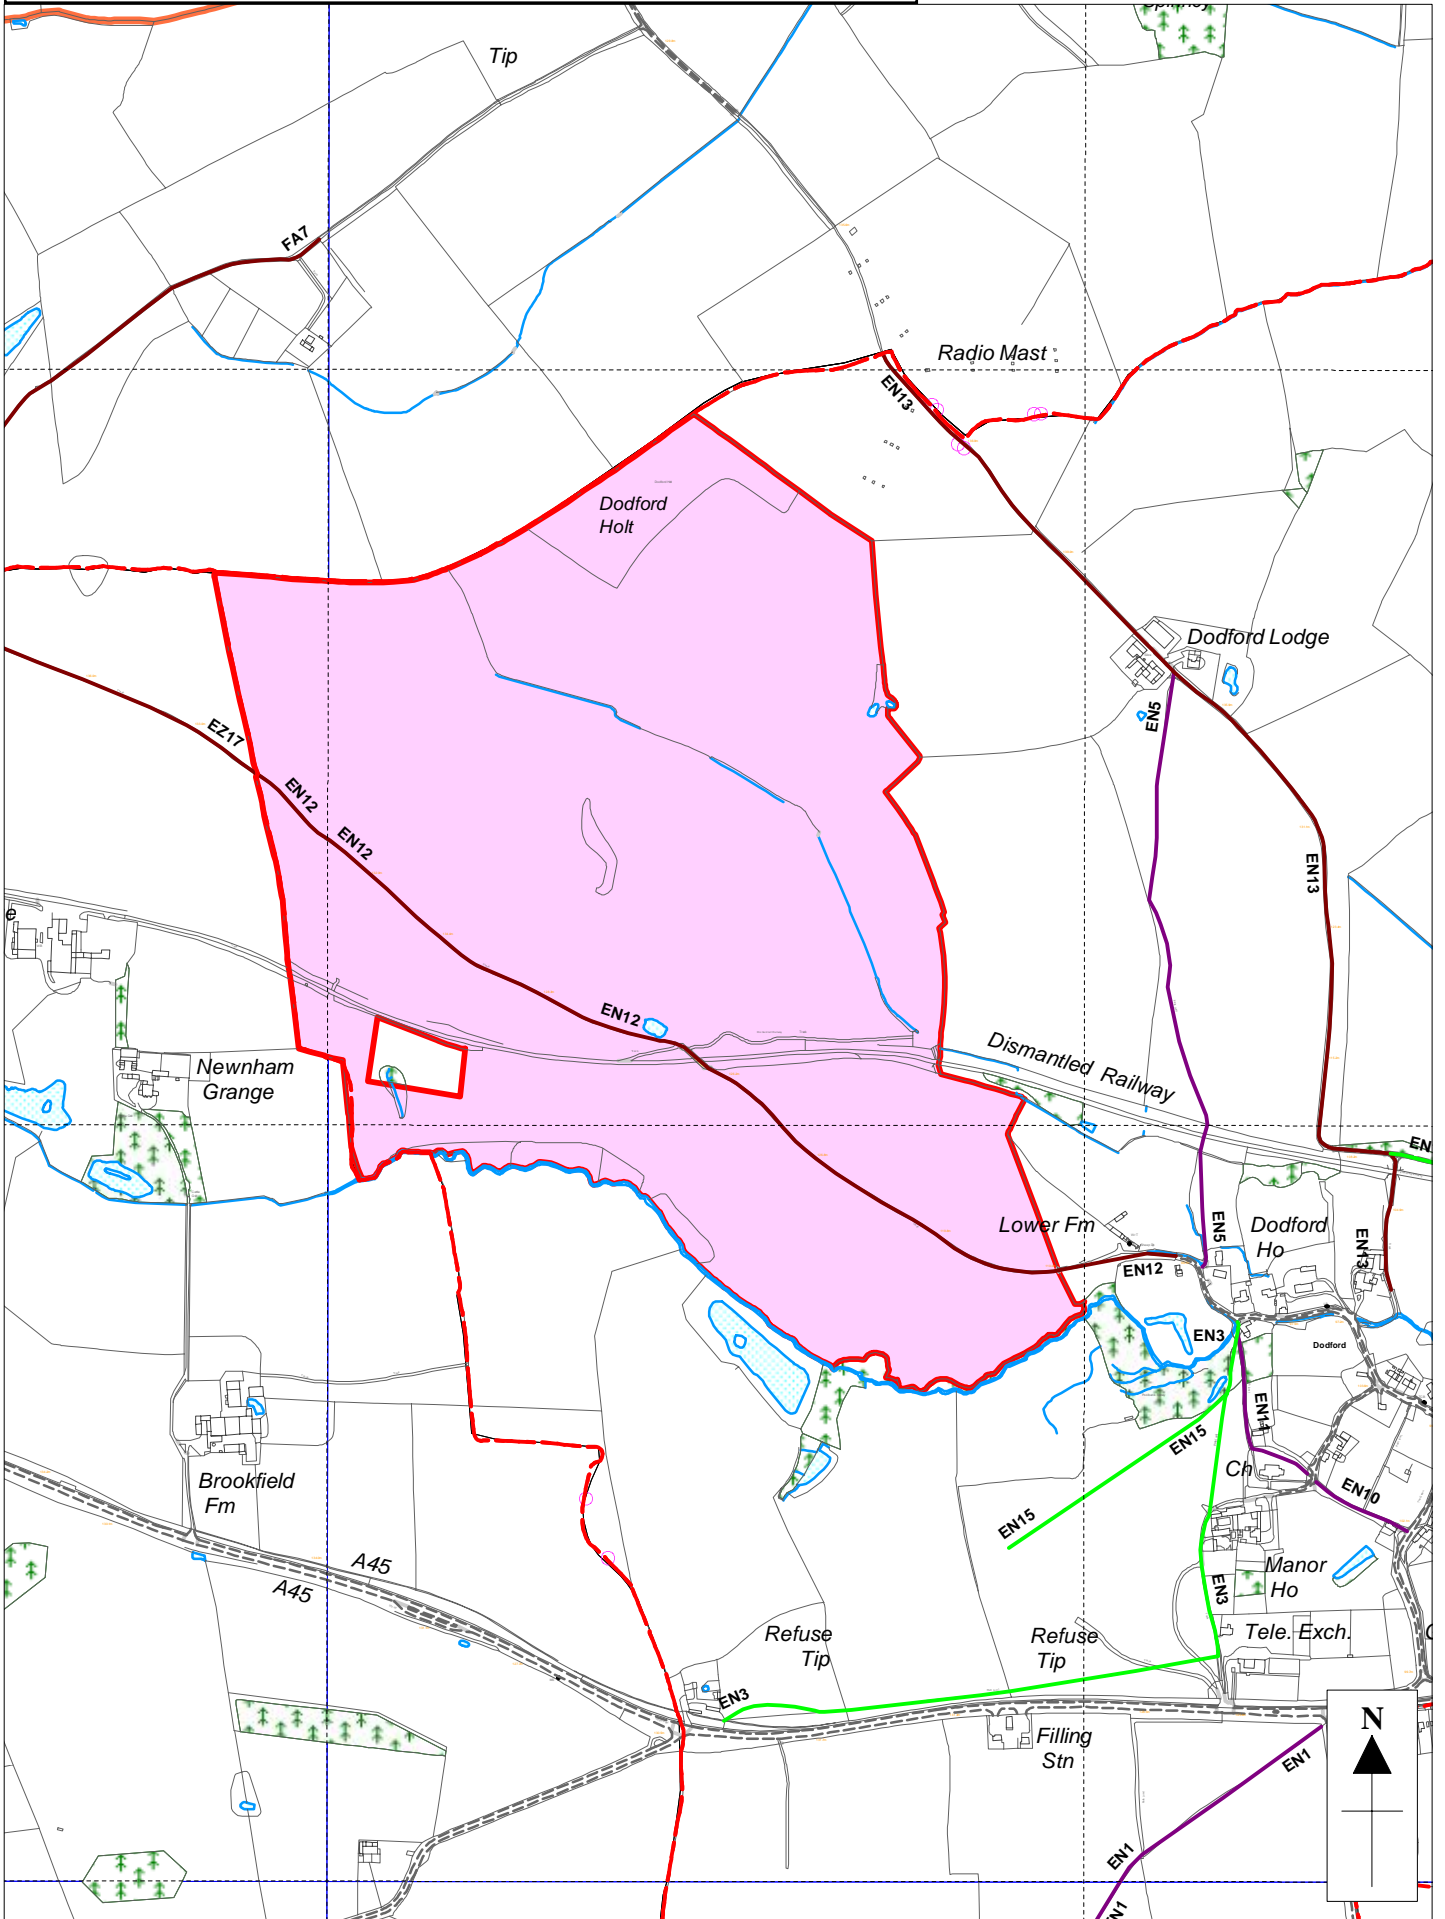 Tip
FA7
Radio Mast
EN13
Dodford
Holt
Dodford Lodge
EN5
EZ17
EN12
EN12
EN13
e
EN12
Dismantled Railway
Newnham
Grange
EN
Lower Fm
EN5
Dodford
Ho
EN13
EN12
EN3
Dodford
EN11
EN15
Ch
EN10
Brookfield
Fm
EN15
A45
A45
Manor
Ho
EN3
Refuse
Tip
Refuse
Tip
Tele. Exch.
EN3
N
Filling
Stn
EN1
EN1
EN1